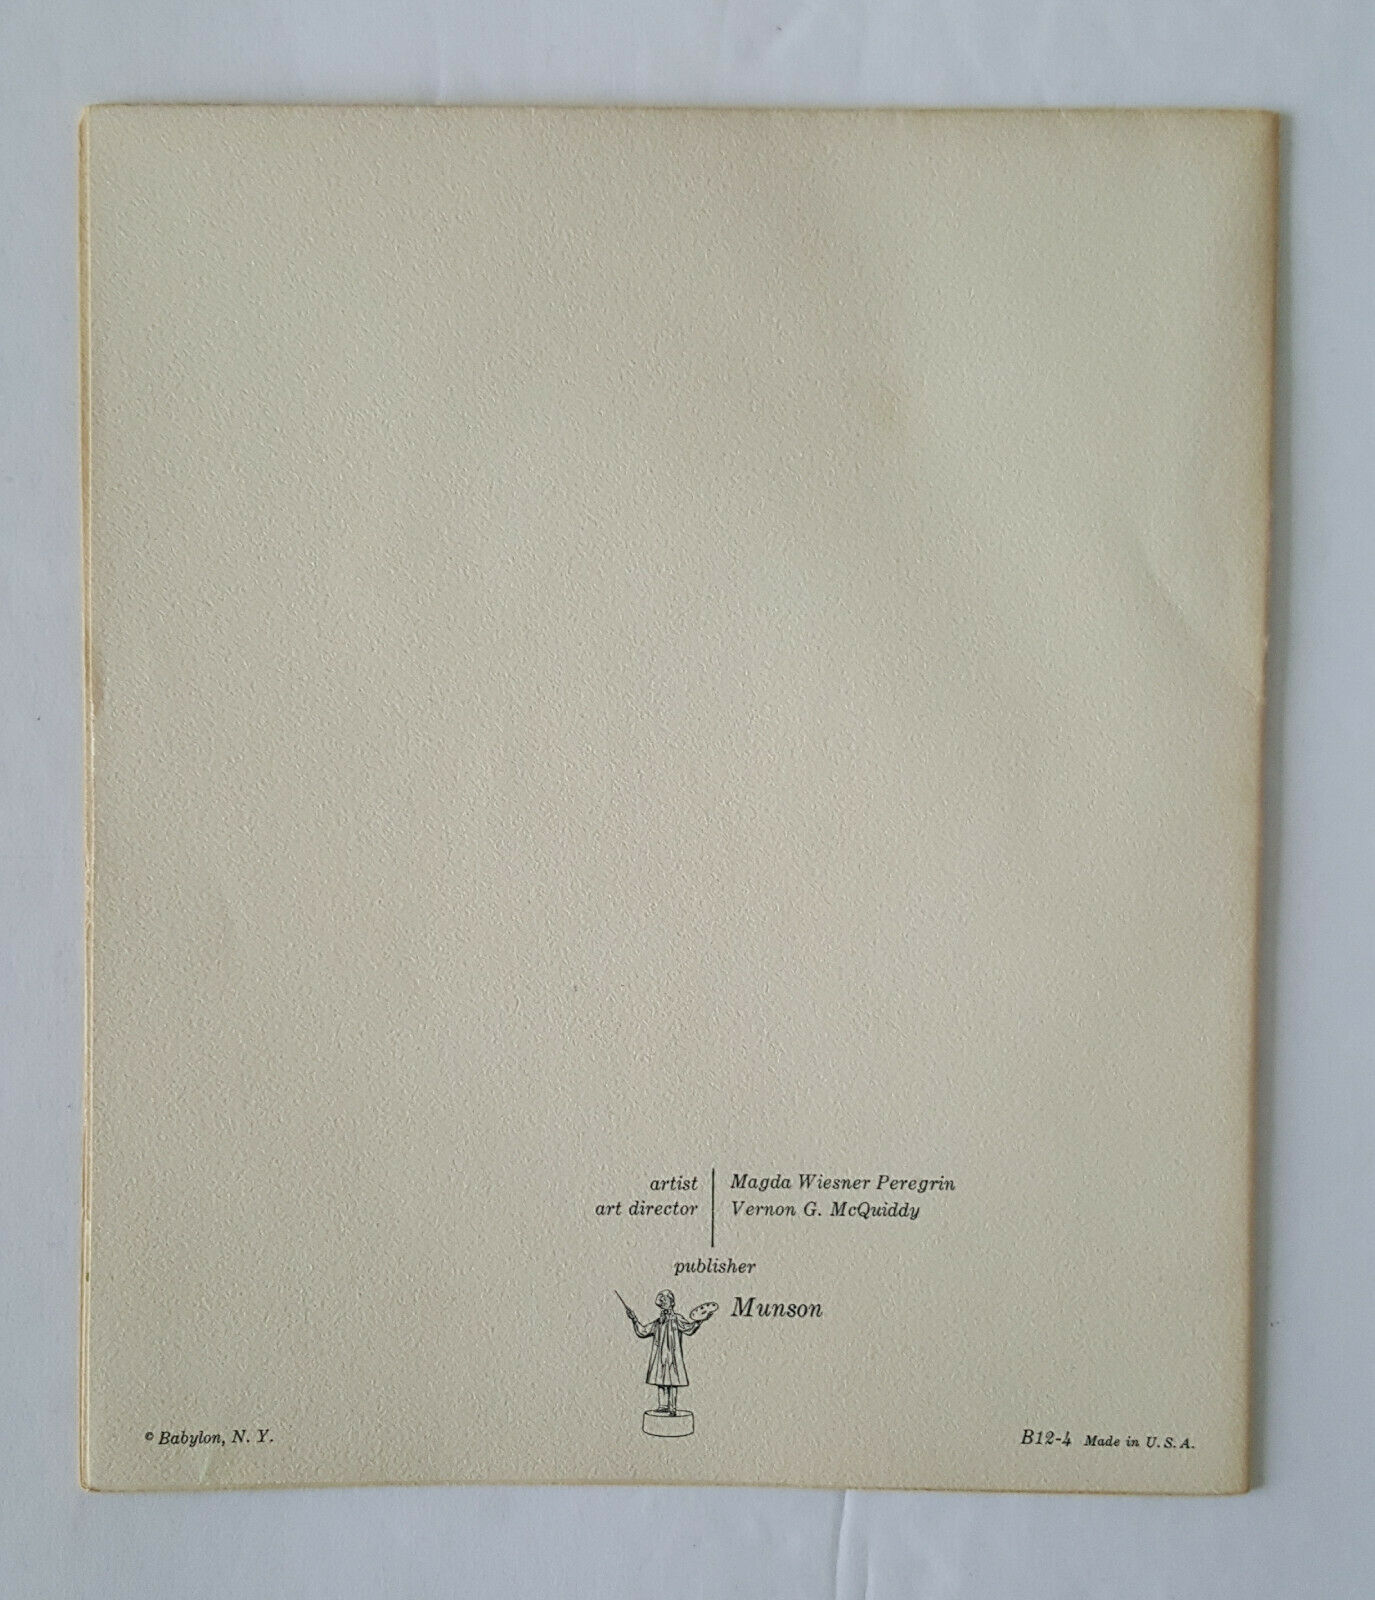 artist | Magda Wiesner Peregrin
art director | Vernon G. McQuiddy
publisher
Munson
© Babylon, N. Y.
B12-4 Made in U. S. A.